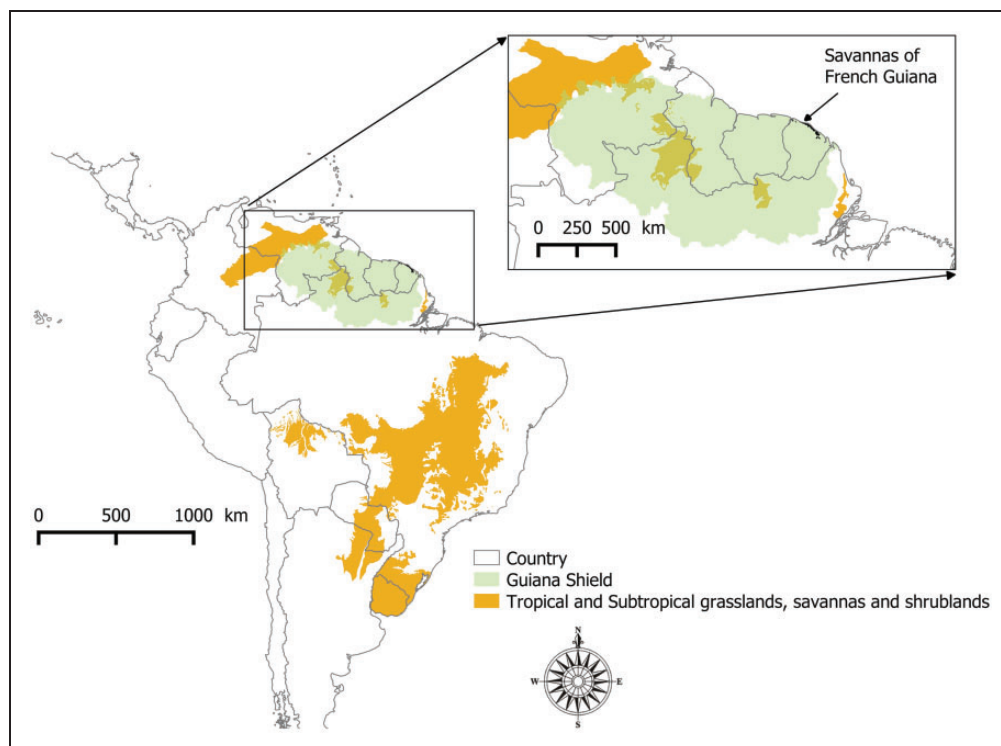 Savannas of
French Guiana
0 250 500 km
0 500 1000 km
Country
Guiana Shield
Tropical and Subtropical grasslands, savannas and shrublands
N
W E
S